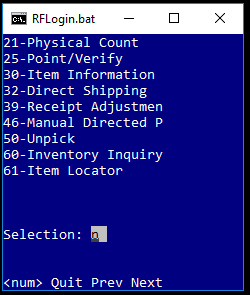 RFLogin.bat
21-Physical Count
25-Point/Verify
30-Item Information
32-Direct Shipping
39-Receipt Adjustmen
46-Manual Directed P
50-Unpick
60-Inventory Inquiry
61-Item Locator
Selection: n
<num> Quit Prev Next